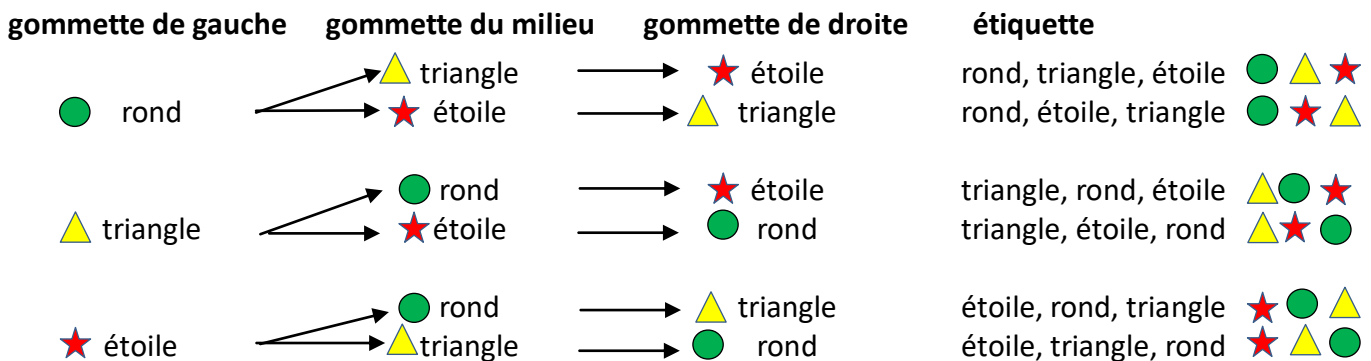 gommette de gauche gommette du milieu gommette de droite étiquette
triangle étoile rond, triangle, étoile
rond étoile triangle rond, étoile, triangle
rond étoile triangle, rond, étoile
triangle étoile rond triangle, étoile, rond
rond triangle étoile, rond, triangle
étoile triangle rond étoile, triangle, rond